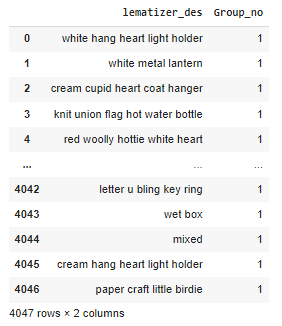 lematizer_des Group_no
0 white hang heart light holder 1
1 white metal lantern 1
2 cream cupid heart coat hanger 1
3 knit union flag hot water bottle 1
4 red woolly hottie white heart 1
... ... ...
4042 letter u bling key ring 1
4043 wet box 1
4044 mixed 1
4045 cream hang heart light holder 1
4046 paper craft little birdie 1
4047 rows × 2 columns